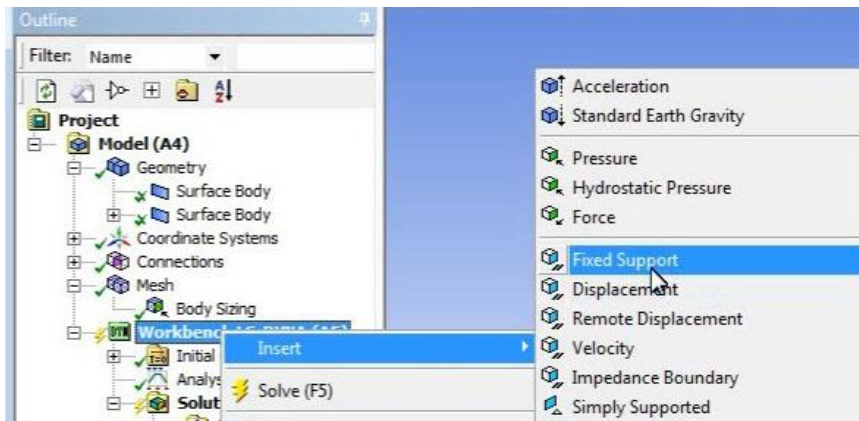 Outline
Filter: Name
Project
Model (A4)
Geometry
Surface Body
Surface Body
Coordinate Systems
Connections
Mesh
Body Sizing
Initial
Solut
Insert
Solve (F5)
Acceleration
Standard Earth Gravity
Pressure
Hydrostatic Pressure
Force
Fixed Support
Displacement
Remote Displacement
Velocity
Impedance Boundary
Simply Supported